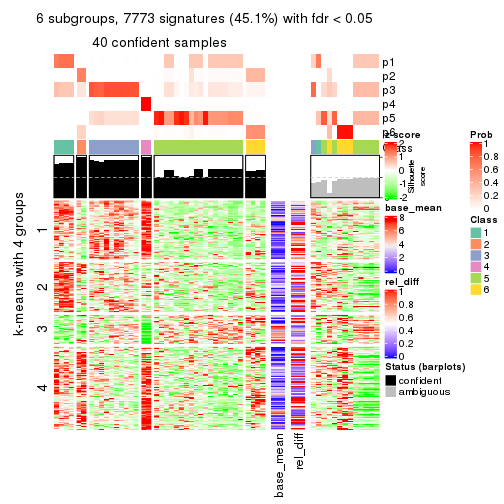 6 subgroups, 7773 signatures (45.1%) with fdr < 0.05
40 confident samples
p1
p2
p3
p4
p5
p6
Class
z-score
2
1
0
-1
-2
Silhouette
score
Prob
1
0.8
0.6
0.4
0.2
0
base_mean
8
6
4
2
0
Class
1
2
3
4
5
6
rel_diff
1
0.8
0.6
0.4
0.2
0
Status (barplots)
confident
ambiguous
k-means with 4 groups
1
2
3
4
base_mean
rel_diff